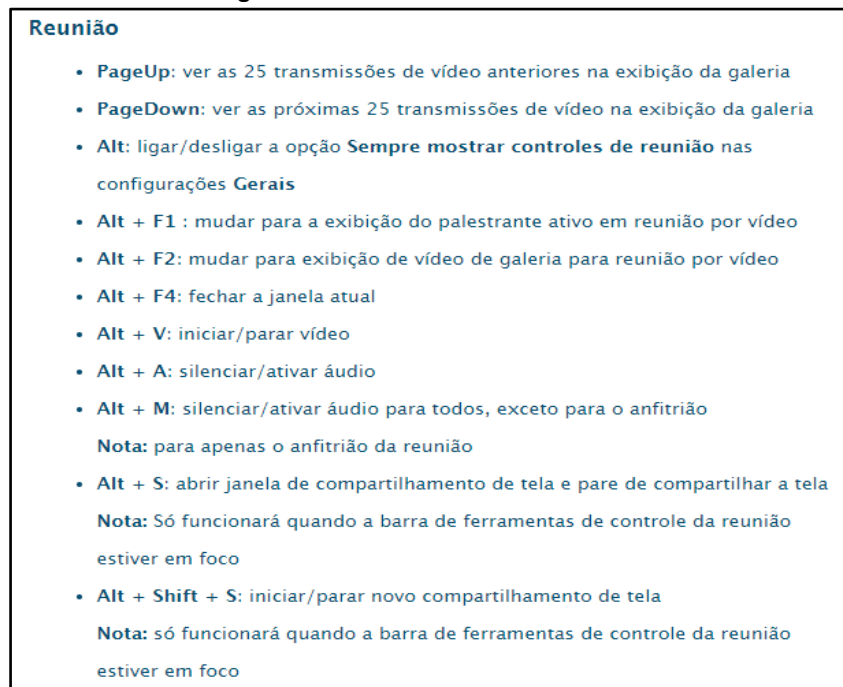 Reunião
• PageUp: ver as 25 transmissões de vídeo anteriores na exibição da galeria
• PageDown: ver as próximas 25 transmissões de vídeo na exibição da galeria
• Alt: ligar/desligar a opção Sempre mostrar controles de reunião nas
configurações Gerais
• Alt + F1 : mudar para a exibição do palestrante ativo em reunião por vídeo
• Alt + F2: mudar para exibição de vídeo de galeria para reunião por vídeo
• Alt + F4: fechar a janela atual
• Alt + V: iniciar/parar vídeo
• Alt + A: silenciar/ativar áudio
• Alt + M: silenciar/ativar áudio para todos, exceto para o anfitrião
Nota: para apenas o anfitrião da reunião
• Alt + S: abrir janela de compartilhamento de tela e pare de compartilhar a tela
Nota: Só funcionará quando a barra de ferramentas de controle da reunião
estiver em foco
• Alt + Shift + S: iniciar/parar novo compartilhamento de tela
Nota: só funcionará quando a barra de ferramentas de controle da reunião
estiver em foco